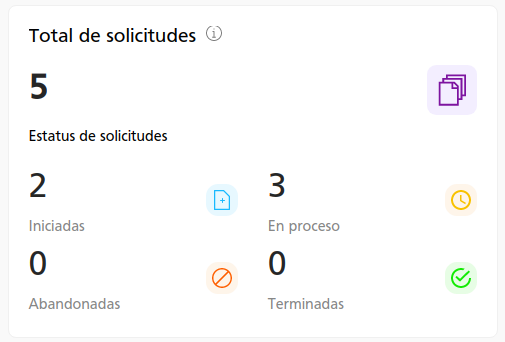 Total de solicitudes
5
Estatus de solicitudes
2
Iniciadas
3
En proceso
0
Abandonadas
0
Terminadas